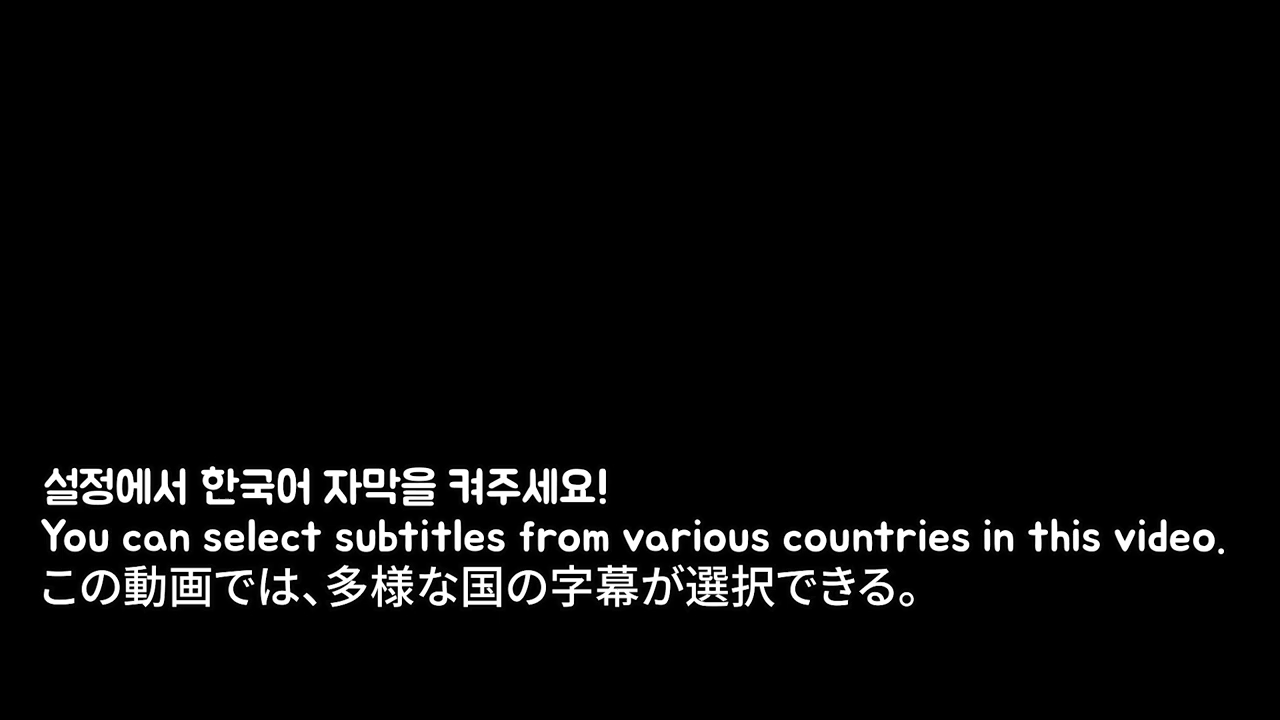 설정에서 한국어 자막을 켜주세요!
You can select subtitles from various countries in this video.
この動画では、多様な国の字幕が選択できる。